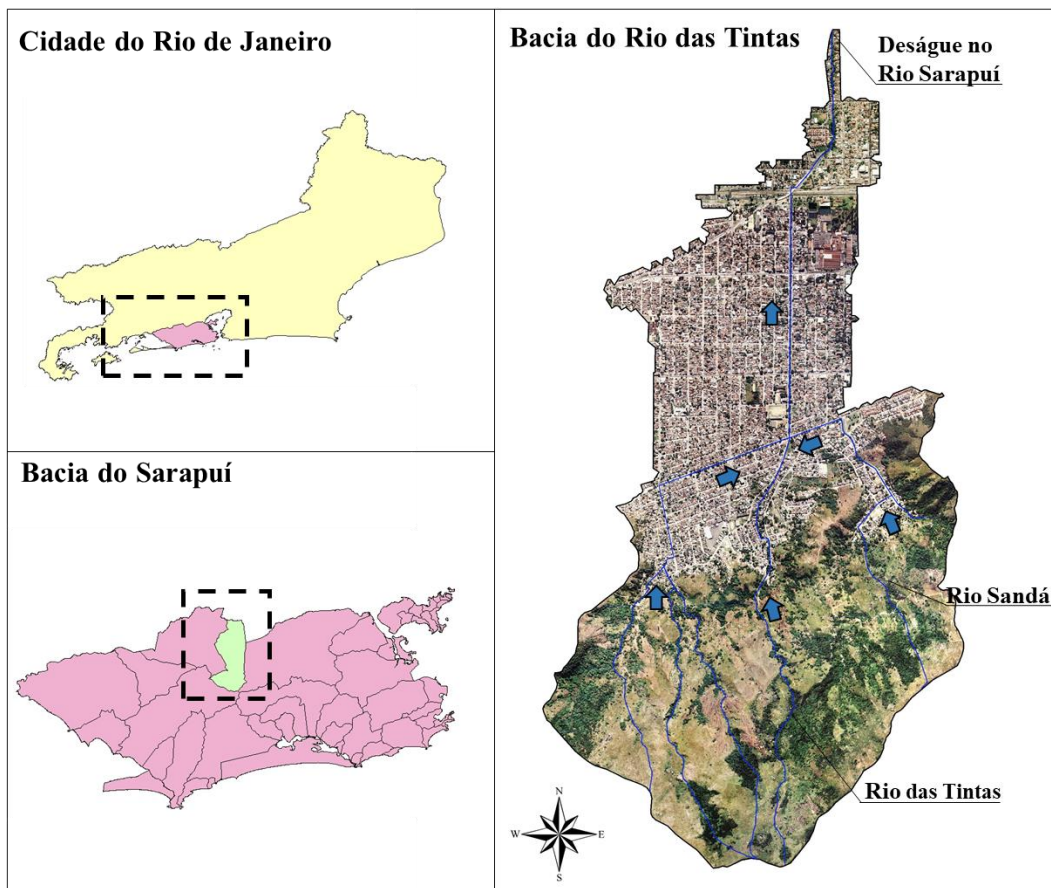 Cidade do Rio de Janeiro
Bacia do Sarapuí
Bacia do Rio das Tintas
Deságue no
Rio Sarapuí
Rio Sandá
Rio das Tintas
N
W
E
S